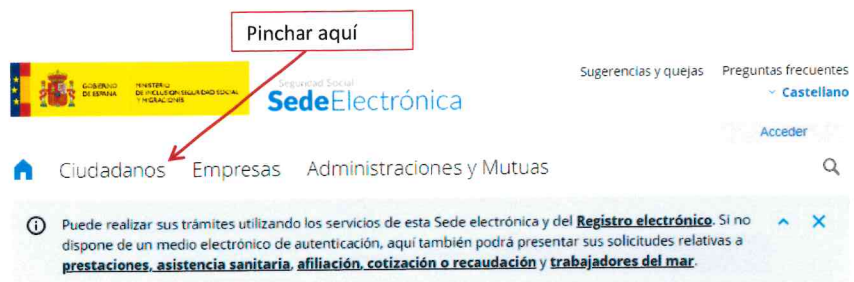 Pinchar aquí
Sugerencias y quejas Preguntas frecuentes
GOBIERNO DE ESPAÑA
MINISTERIO
DE INCLUSIÓN, SEGURIDAD SOCIAL
Y MIGRACIONES
Seguridad Social
SedeElectrónica
Castellano
Acceder
Ciudadanos Empresas Administraciones y Mutuas
Puede realizar sus trámites utilizando los servicios de esta Sede electrónica y del Registro electrónico. Si no
dispone de un medio electrónico de autenticación, aquí también podrá presentar sus solicitudes relativas a
prestaciones, asistencia sanitaria, afiliación, cotización o recaudación y trabajadores del mar.